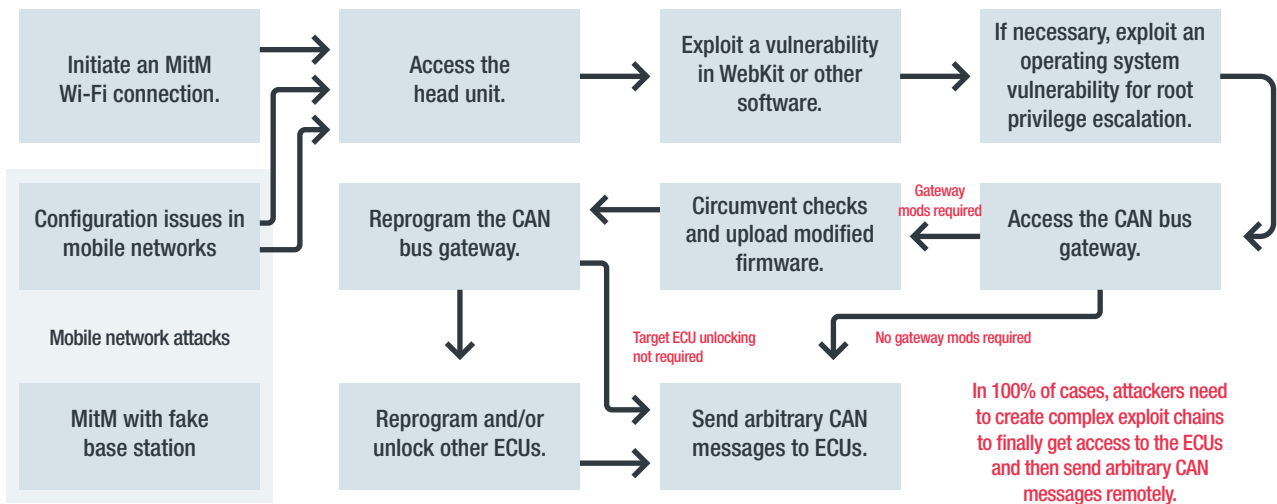 Initiate an MitM
Wi-Fi connection.
Access the
head unit.
Exploit a vulnerability
in WebKit or other
software.
If necessary, exploit an
operating system
vulnerability for root
privilege escalation.
Configuration issues in
mobile networks
Reprogram the CAN
bus gateway.
Circumvent checks
and upload modified
firmware.
Gateway
mods required
Access the CAN bus
gateway.
Mobile network attacks
Target ECU unlocking
not required
No gateway mods required
MitM with fake
base station
Reprogram and/or
unlock other ECUs.
Send arbitrary CAN
messages to ECUs.
In 100% of cases, attackers need
to create complex exploit chains
to finally get access to the ECUs
and then send arbitrary CAN
messages remotely.